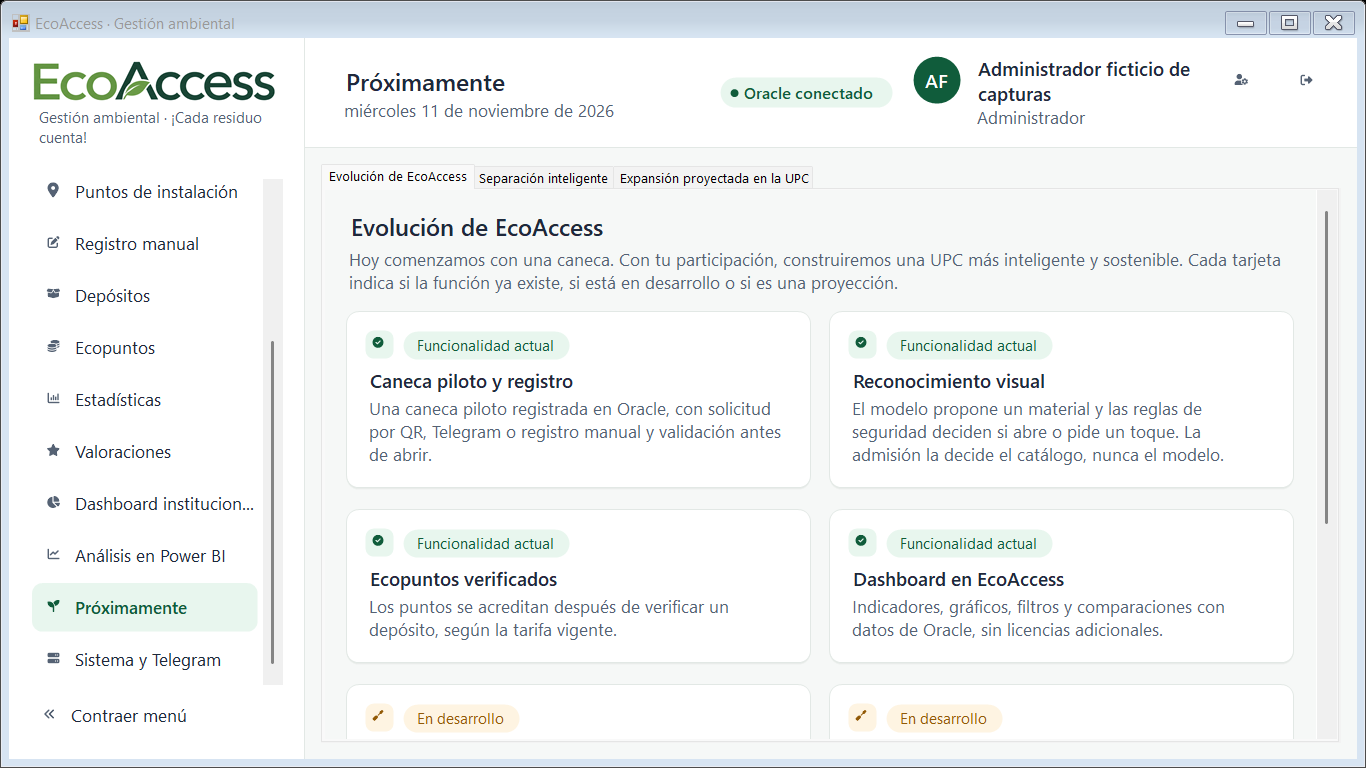 EcoAccess · Gestión ambiental
EcoAccess
Gestión ambiental · ¡Cada residuo
cuenta!
Puntos de instalación
Registro manual
Depósitos
Ecopuntos
Estadísticas
Valoraciones
Dashboard institucion...
Análisis en Power BI
Próximamente
Sistema y Telegram
Contraer menú
Próximamente
miércoles 11 de noviembre de 2026
Oracle conectado
AF
Administrador ficticio de
capturas
Administrador
Evolución de EcoAccess
Separación inteligente
Expansión proyectada en la UPC
Evolución de EcoAccess
Hoy comenzamos con una caneca. Con tu participación, construiremos una UPC más inteligente y sostenible. Cada tarjeta
indica si la función ya existe, si está en desarrollo o si es una proyección.
Funcionalidad actual
Caneca piloto y registro
Una caneca piloto registrada en Oracle, con solicitud
por QR, Telegram o registro manual y validación antes
de abrir.
Funcionalidad actual
Reconocimiento visual
El modelo propone un material y las reglas de
seguridad deciden si abre o pide un toque. La
admisión la decide el catálogo, nunca el modelo.
Funcionalidad actual
Ecopuntos verificados
Los puntos se acreditan después de verificar un
depósito, según la tarifa vigente.
Funcionalidad actual
Dashboard en EcoAccess
Indicadores, gráficos, filtros y comparaciones con
datos de Oracle, sin licencias adicionales.
En desarrollo
En desarrollo